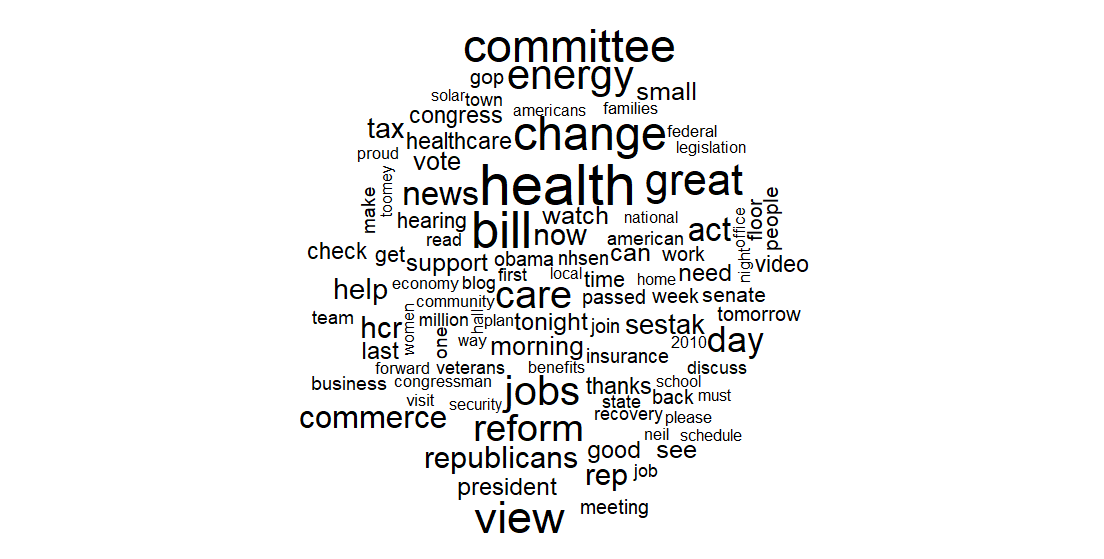 committee
gop energy
solar town small
congress americans families
tax healthcare change federal
proud vote legislation
make toomey news health great
hearing bill watch national office floor people
read now american act night
check get support obama nhsen can work video
economy blog first local time home need
help community care passed week senate
team hcr women million hall plan tonight join sestak tomorrow
last one way morning insurance 2010 day
forward veterans benefits discuss
business congressman jobs thanks school
visit security state back must
commerce reform recovery please
neil schedule
republicans good see
president rep job
view meeting